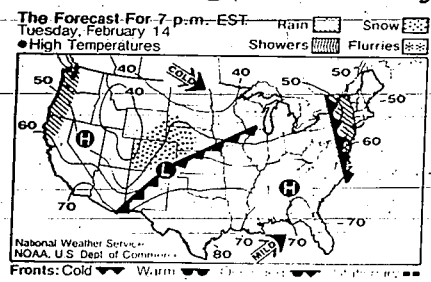 The Forecast For 7 p.m. EST
Tuesday, February 14
●High Temperatures
Rain Snow
Showers Flurries
50 40 COLD 40 50 50
40
60 H L H 60
70 70
80 MILD 70
National Weather Service
NOAA, U.S. Dept of Commerce
Fronts: Cold Warm